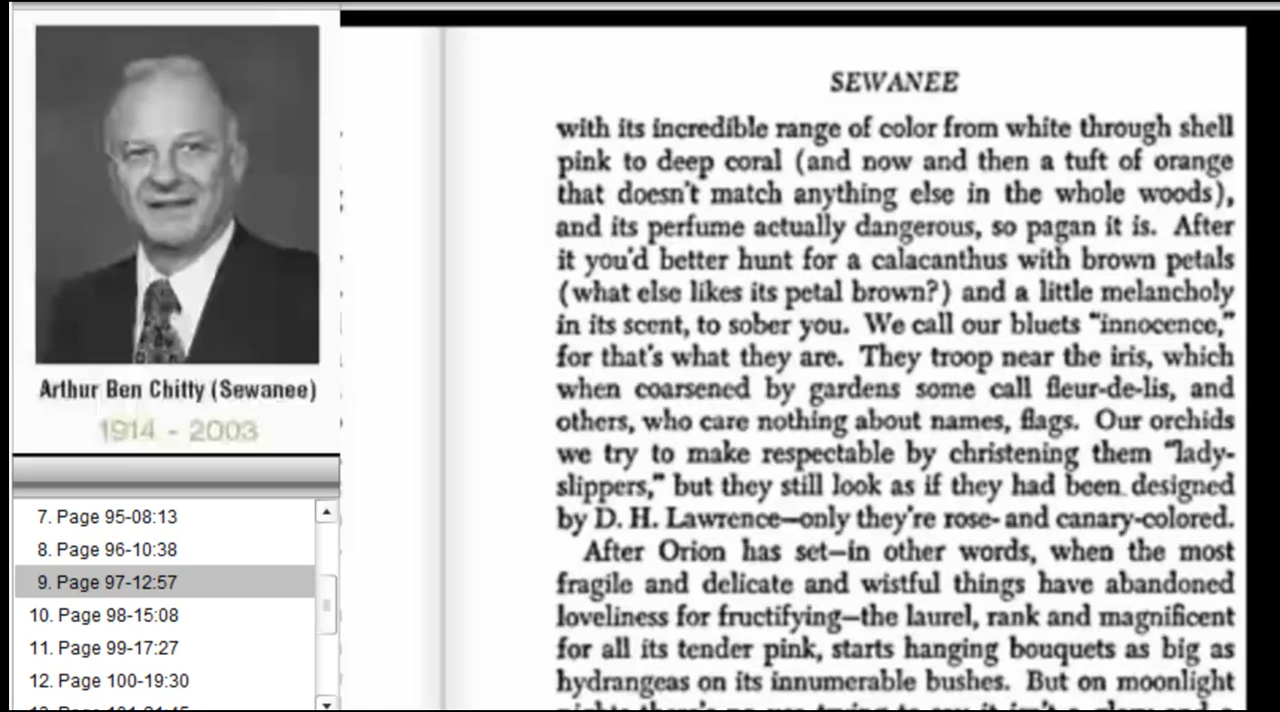 Arthur Ben Chitty (Sewanee)
1914 - 2003
7. Page 95-08:13
8. Page 96-10:38
9. Page 97-12:57
10. Page 98-15:08
11. Page 99-17:27
12. Page 100-19:30
SEWANEE
with its incredible range of color from white through shell
pink to deep coral (and now and then a tuft of orange
that doesn't match anything else in the whole woods),
and its perfume actually dangerous, so pagan it is. After
it you'd better hunt for a calacanthus with brown petals
(what else likes its petal brown?) and a little melancholy
in its scent, to sober you. We call our bluets "innocence,"
for that's what they are. They troop near the iris, which
when coarsened by gardens some call fleur-de-lis, and
others, who care nothing about names, flags. Our orchids
we try to make respectable by christening them "lady-
slippers," but they still look as if they had been designed
by D. H. Lawrence—only they're rose- and canary-colored.
After Orion has set—in other words, when the most
fragile and delicate and wistful things have abandoned
loveliness for fructifying—the laurel, rank and magnificent
for all its tender pink, starts hanging bouquets as big as
hydrangeas on its innumerable bushes. But on moonlight